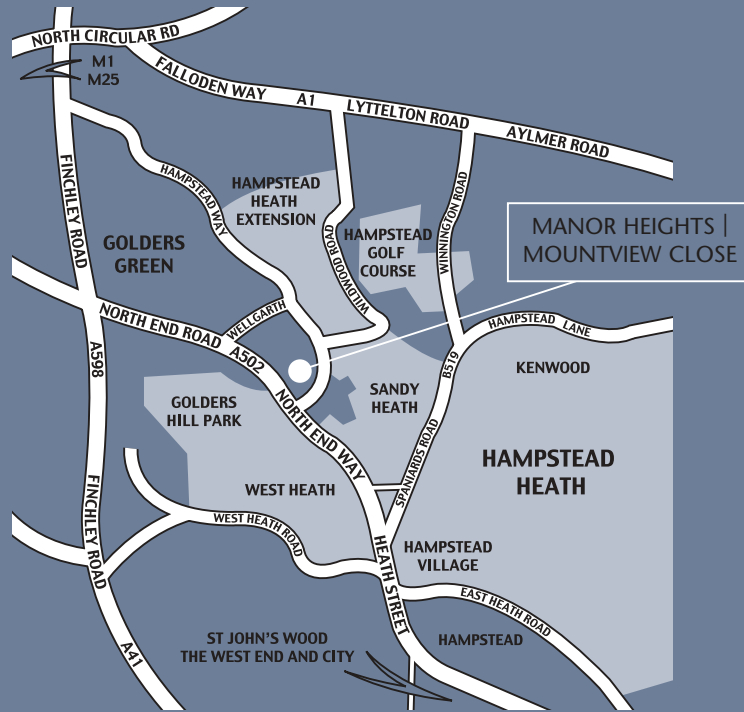 NORTH CIRCULAR RD
M1
M25
FALLODEN WAY
A1
LYTTELTON ROAD
AYLMER ROAD
FINCHLEY ROAD
HAMPSTEAD WAY
HAMPSTEAD
HEATH
EXTENSION
HAMPSTEAD
GOLF
COURSE
WINNINGTON ROAD
WILDWOOD ROAD
MANOR HEIGHTS |
MOUNTVIEW CLOSE
GOLDERS
GREEN
NORTH END ROAD
A502
WELLGARTH
HAMPSTEAD LANE
A598
B519
KENWOOD
GOLDERS
HILL PARK
SANDY
HEATH
NORTH END WAY
SPANIARDS ROAD
HAMPSTEAD
HEATH
WEST HEATH
FINCHLEY ROAD
WEST HEATH ROAD
HEATH STREET
HAMPSTEAD
VILLAGE
EAST HEATH ROAD
A41
ST JOHN'S WOOD
THE WEST END AND CITY
HAMPSTEAD